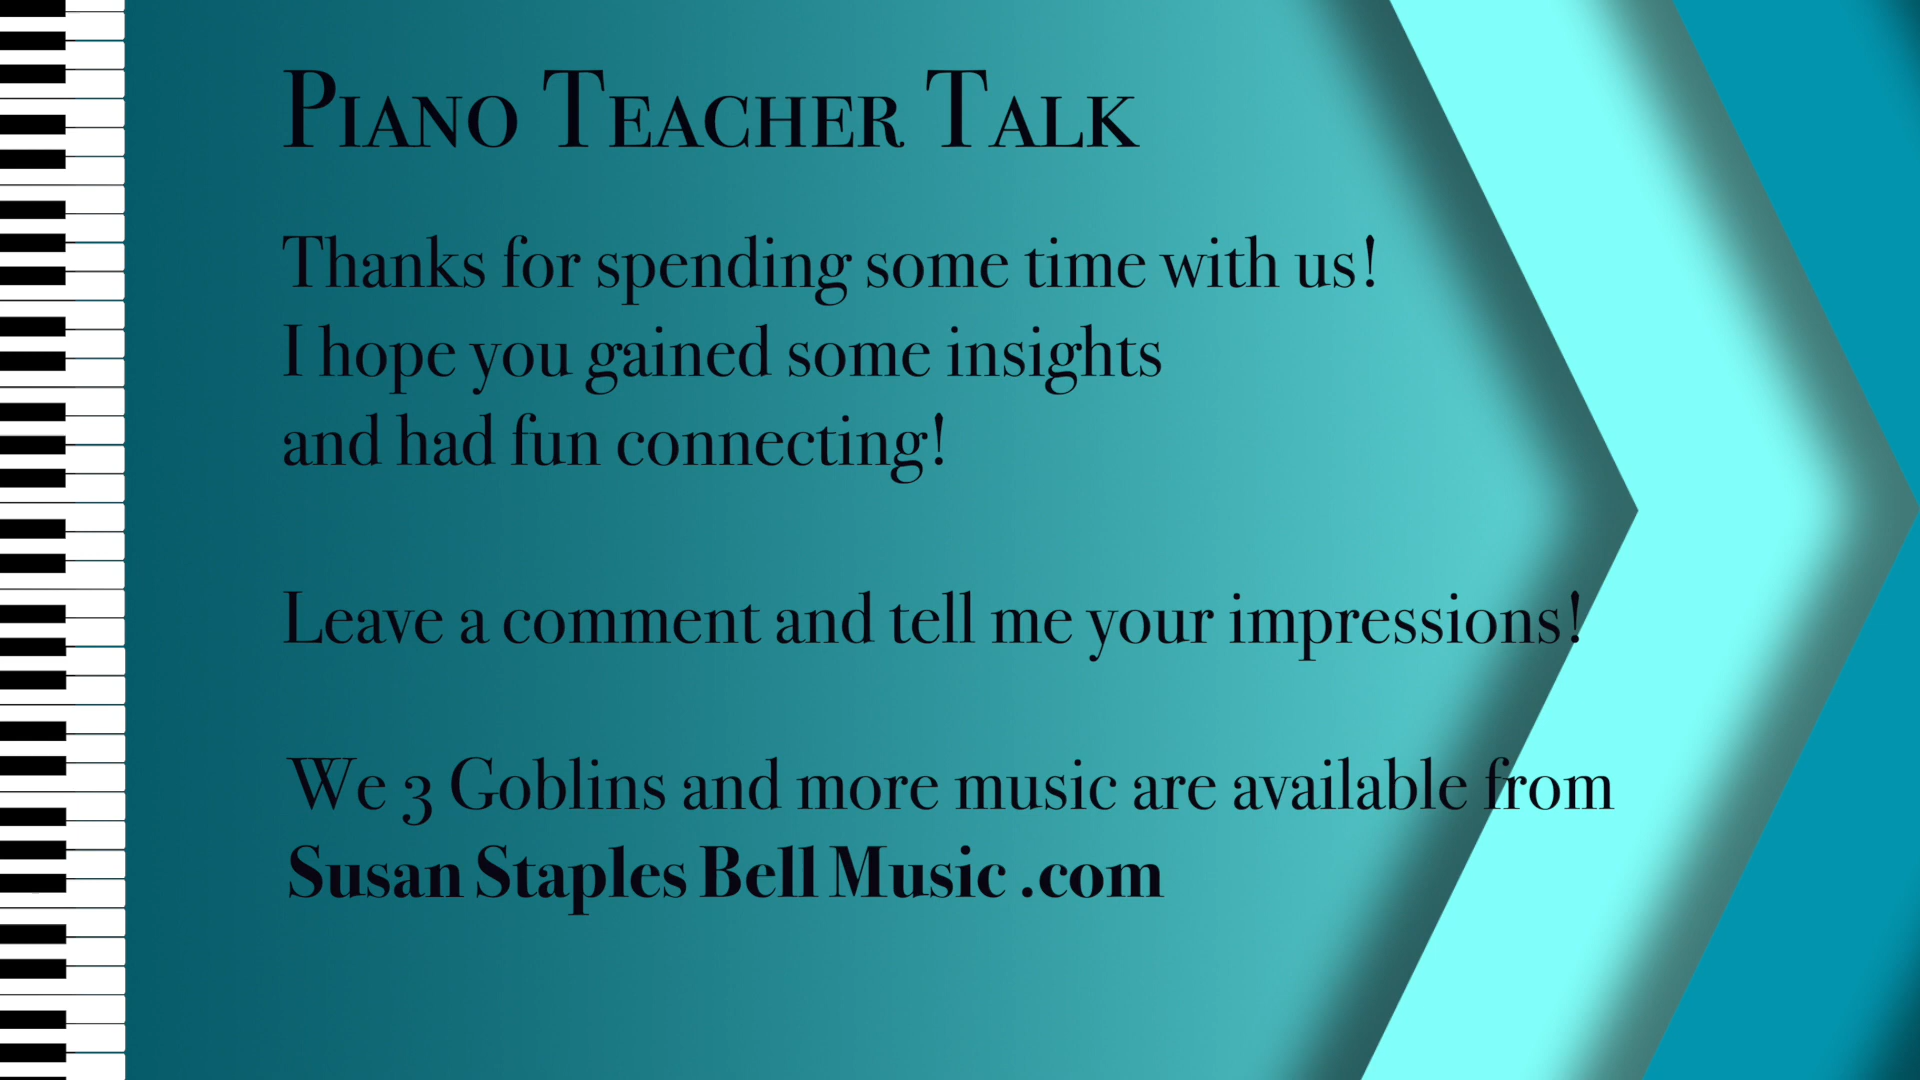 Piano Teacher Talk
Thanks for spending some time with us!
I hope you gained some insights
and had fun connecting!
Leave a comment and tell me your impressions!
We 3 Goblins and more music are available from
Susan Staples Bell Music .com